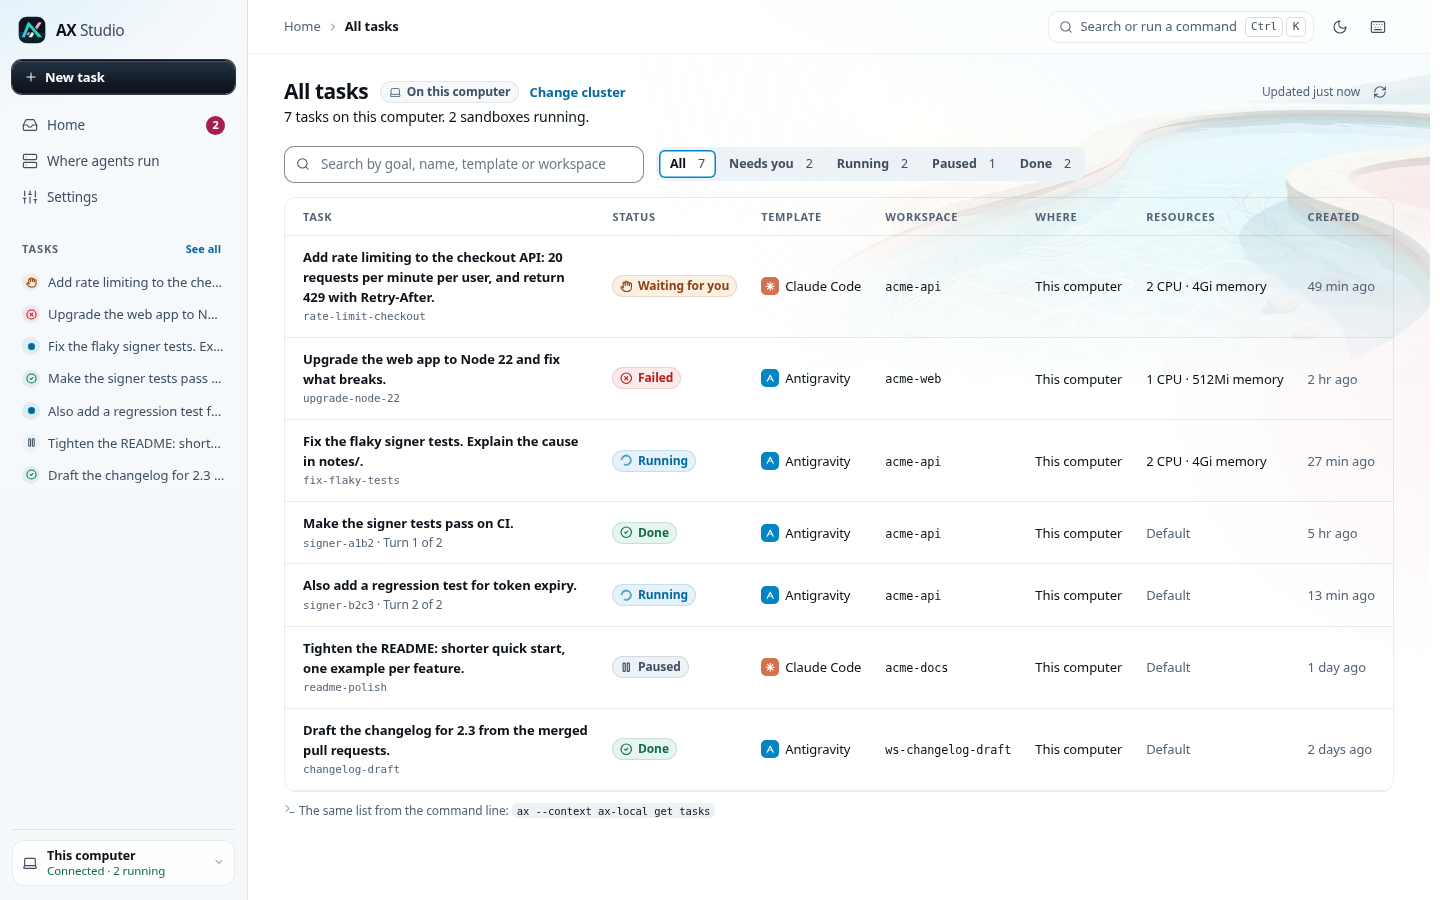 AX Studio
Home > All tasks
Search or run a command Ctrl K
New task
Home 2
Where agents run
Settings
TASKS See all
Add rate limiting to the che...
Upgrade the web app to N...
Fix the flaky signer tests. Ex...
Make the signer tests pass ...
Also add a regression test f...
Tighten the README: short...
Draft the changelog for 2.3 ...
This computer
Connected · 2 running
All tasks On this computer Change cluster Updated just now
7 tasks on this computer. 2 sandboxes running.
Search by goal, name, template or workspace
All 7 Needs you 2 Running 2 Paused 1 Done 2
TASK STATUS TEMPLATE WORKSPACE WHERE RESOURCES CREATED
Add rate limiting to the checkout API: 20
requests per minute per user, and return
429 with Retry-After.
rate-limit-checkout
Waiting for you Claude Code acme-api This computer 2 CPU · 4Gi memory 49 min ago
Upgrade the web app to Node 22 and fix
what breaks.
upgrade-node-22
Failed Antigravity acme-web This computer 1 CPU · 512Mi memory 2 hr ago
Fix the flaky signer tests. Explain the cause
in notes/.
fix-flaky-tests
Running Antigravity acme-api This computer 2 CPU · 4Gi memory 27 min ago
Make the signer tests pass on CI.
signer-a1b2 · Turn 1 of 2
Done Antigravity acme-api This computer Default 5 hr ago
Also add a regression test for token expiry.
signer-b2c3 · Turn 2 of 2
Running Antigravity acme-api This computer Default 13 min ago
Tighten the README: shorter quick start,
one example per feature.
readme-polish
Paused Claude Code acme-docs This computer Default 1 day ago
Draft the changelog for 2.3 from the merged
pull requests.
changelog-draft
Done Antigravity ws-changelog-draft This computer Default 2 days ago
The same list from the command line: ax --context ax-local get tasks